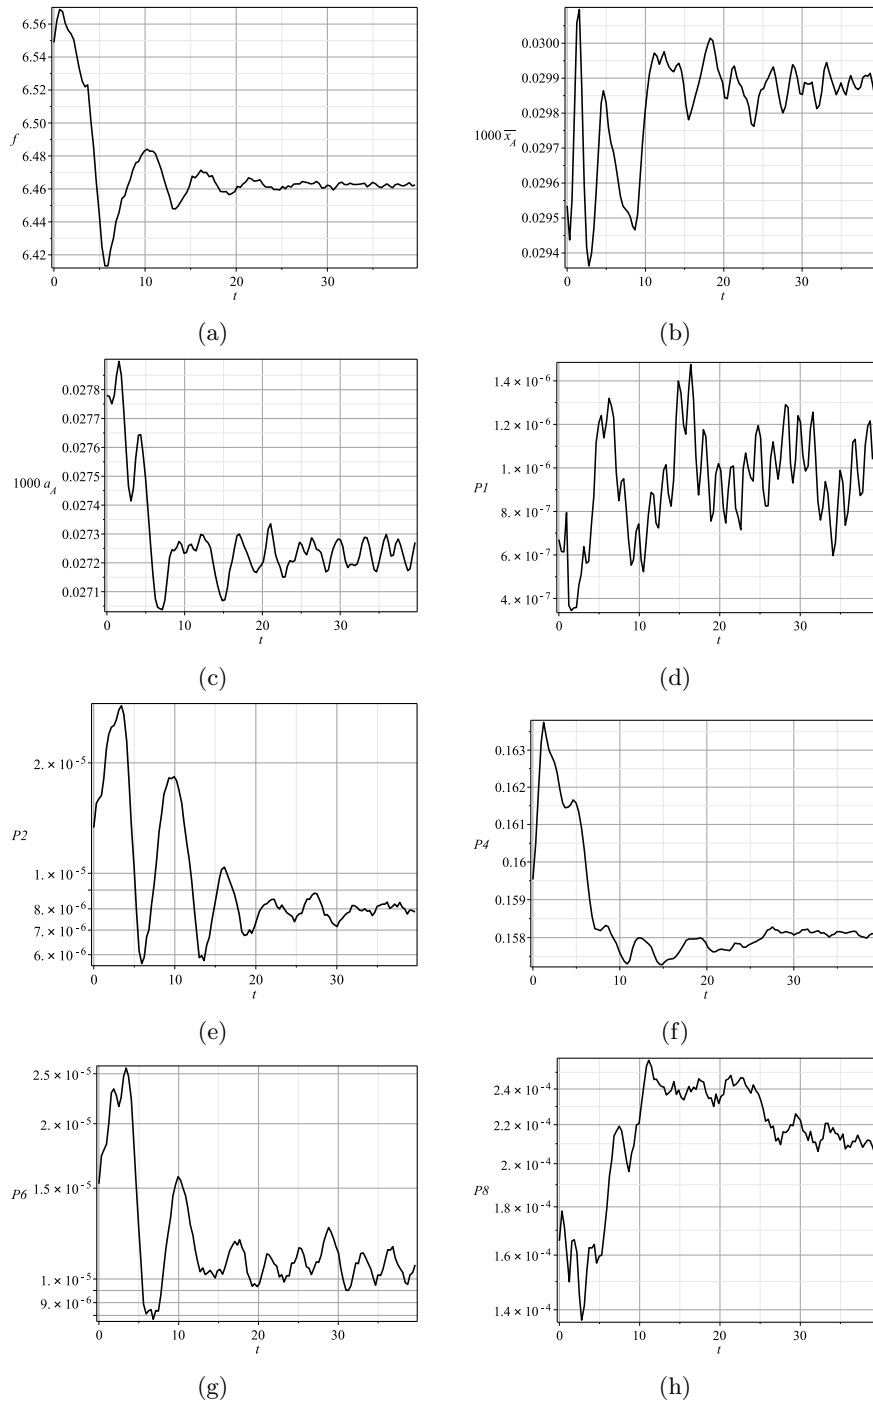 6.56
6.54
6.52
6.50
f
6.48
6.46
6.44
6.42
0 10 20 30
t
(a)
0.0300
0.0299
0.0298
1000 x̅_A
0.0297
0.0296
0.0295
0.0294
0 10 20 30
t
(b)
0.0278
0.0277
0.0276
0.0275
1000 a_A
0.0274
0.0273
0.0272
0.0271
0 10 20 30
t
(c)
1.4 × 10⁻⁶
1.2 × 10⁻⁶
1. × 10⁻⁶
P1
8. × 10⁻⁷
6. × 10⁻⁷
4. × 10⁻⁷
0 10 20 30
t
(d)
2. × 10⁻⁵
P2
1. × 10⁻⁵
8. × 10⁻⁶
7. × 10⁻⁶
6. × 10⁻⁶
0 10 20 30
t
(e)
0.163
0.162
0.161
P4
0.16
0.159
0.158
0 10 20 30
t
(f)
2.5 × 10⁻⁵
2. × 10⁻⁵
P6
1.5 × 10⁻⁵
1. × 10⁻⁵
9. × 10⁻⁶
0 10 20 30
t
(g)
2.4 × 10⁻⁴
2.2 × 10⁻⁴
2. × 10⁻⁴
P8
1.8 × 10⁻⁴
1.6 × 10⁻⁴
1.4 × 10⁻⁴
0 10 20 30
t
(h)